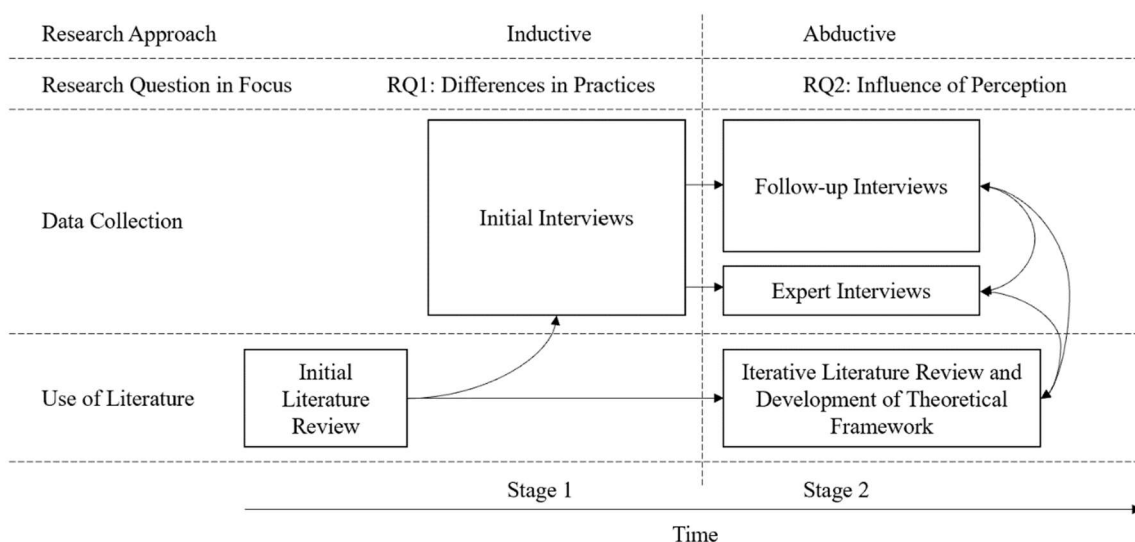 Research Approach
Inductive
Abductive
Research Question in Focus
RQ1: Differences in Practices
RQ2: Influence of Perception
Data Collection
Initial Interviews
Follow-up Interviews
Expert Interviews
Use of Literature
Initial
Literature
Review
Iterative Literature Review and
Development of Theoretical
Framework
Stage 1
Stage 2
Time